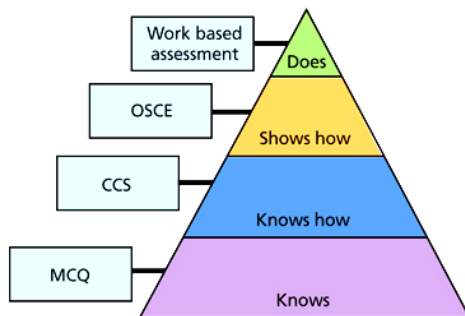 Work based
assessment
Does
OSCE
Shows how
CCS
Knows how
MCQ
Knows